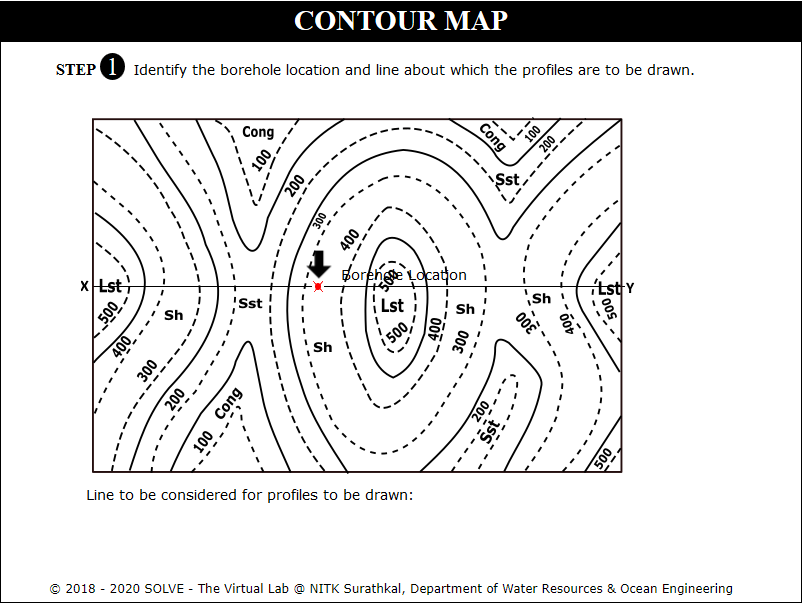 CONTOUR MAP
STEP 1 Identify the borehole location and line about which the profiles are to be drawn.
Cong
Cong
100
200
100
200
Sst
300
400
X
Lst
500
Borehole Location
500
Lst
Y
500
Sst
Sh
Lst
Sh
Sh
300
400
400
500
400
300
Sh
300
200
Cong
100
200
Sst
500
Line to be considered for profiles to be drawn:
© 2018 - 2020 SOLVE - The Virtual Lab @ NITK Surathkal, Department of Water Resources & Ocean Engineering